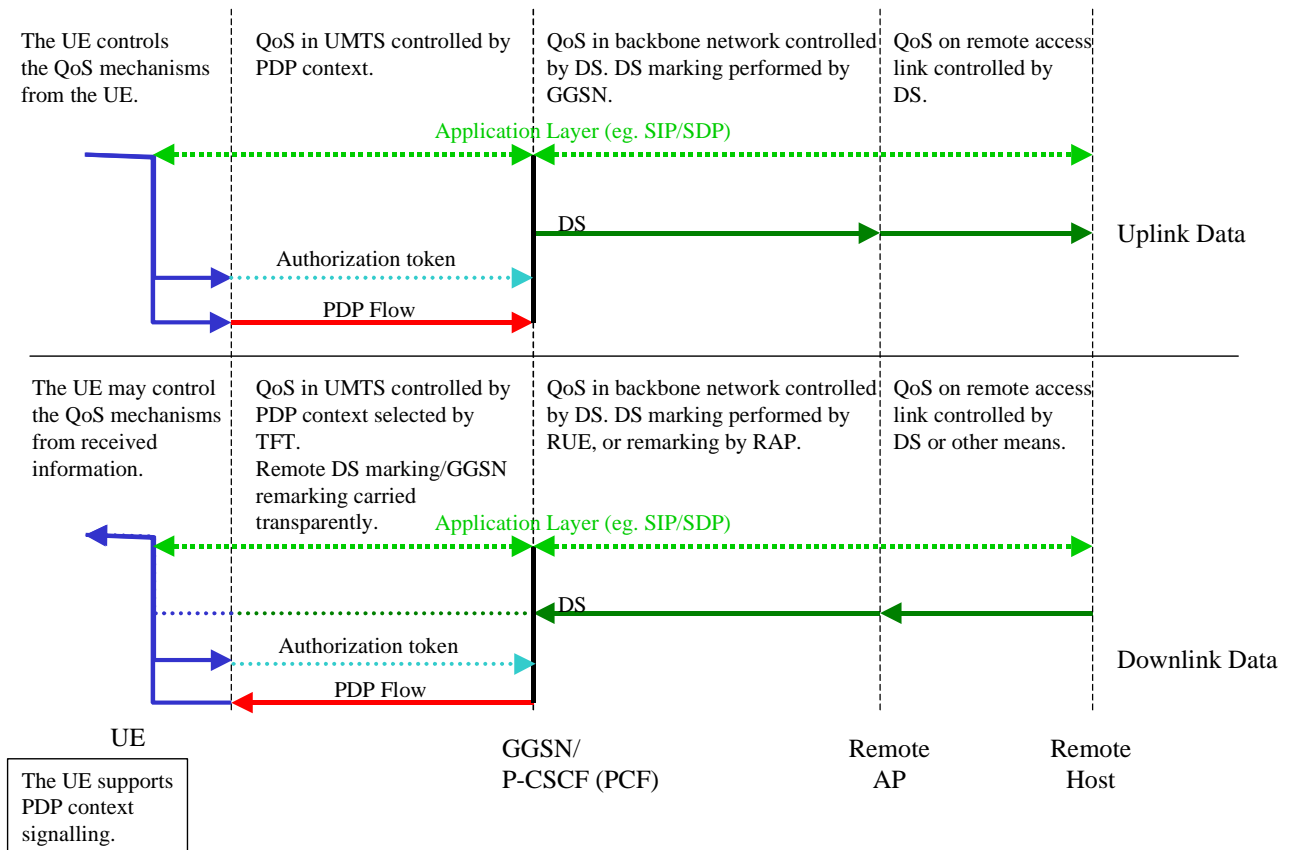 The UE controls
the QoS mechanisms
from the UE.
QoS in UMTS controlled by
PDP context.
QoS in backbone network controlled
by DS. DS marking performed by
GGSN.
QoS on remote access
link controlled by
DS.
Application Layer (eg. SIP/SDP)
DS
Uplink Data
Authorization token
PDP Flow
The UE may control
the QoS mechanisms
from received
information.
QoS in UMTS controlled by
PDP context selected by
TFT.
Remote DS marking/GGSN
remarking carried
transparently.
QoS in backbone network controlled
by DS. DS marking performed by
RUE, or remarking by RAP.
QoS on remote access
link controlled by
DS or other means.
Application Layer (eg. SIP/SDP)
DS
Authorization token
Downlink Data
PDP Flow
UE
GGSN/
P-CSCF (PCF)
Remote
AP
Remote
Host
The UE supports
PDP context
signalling.